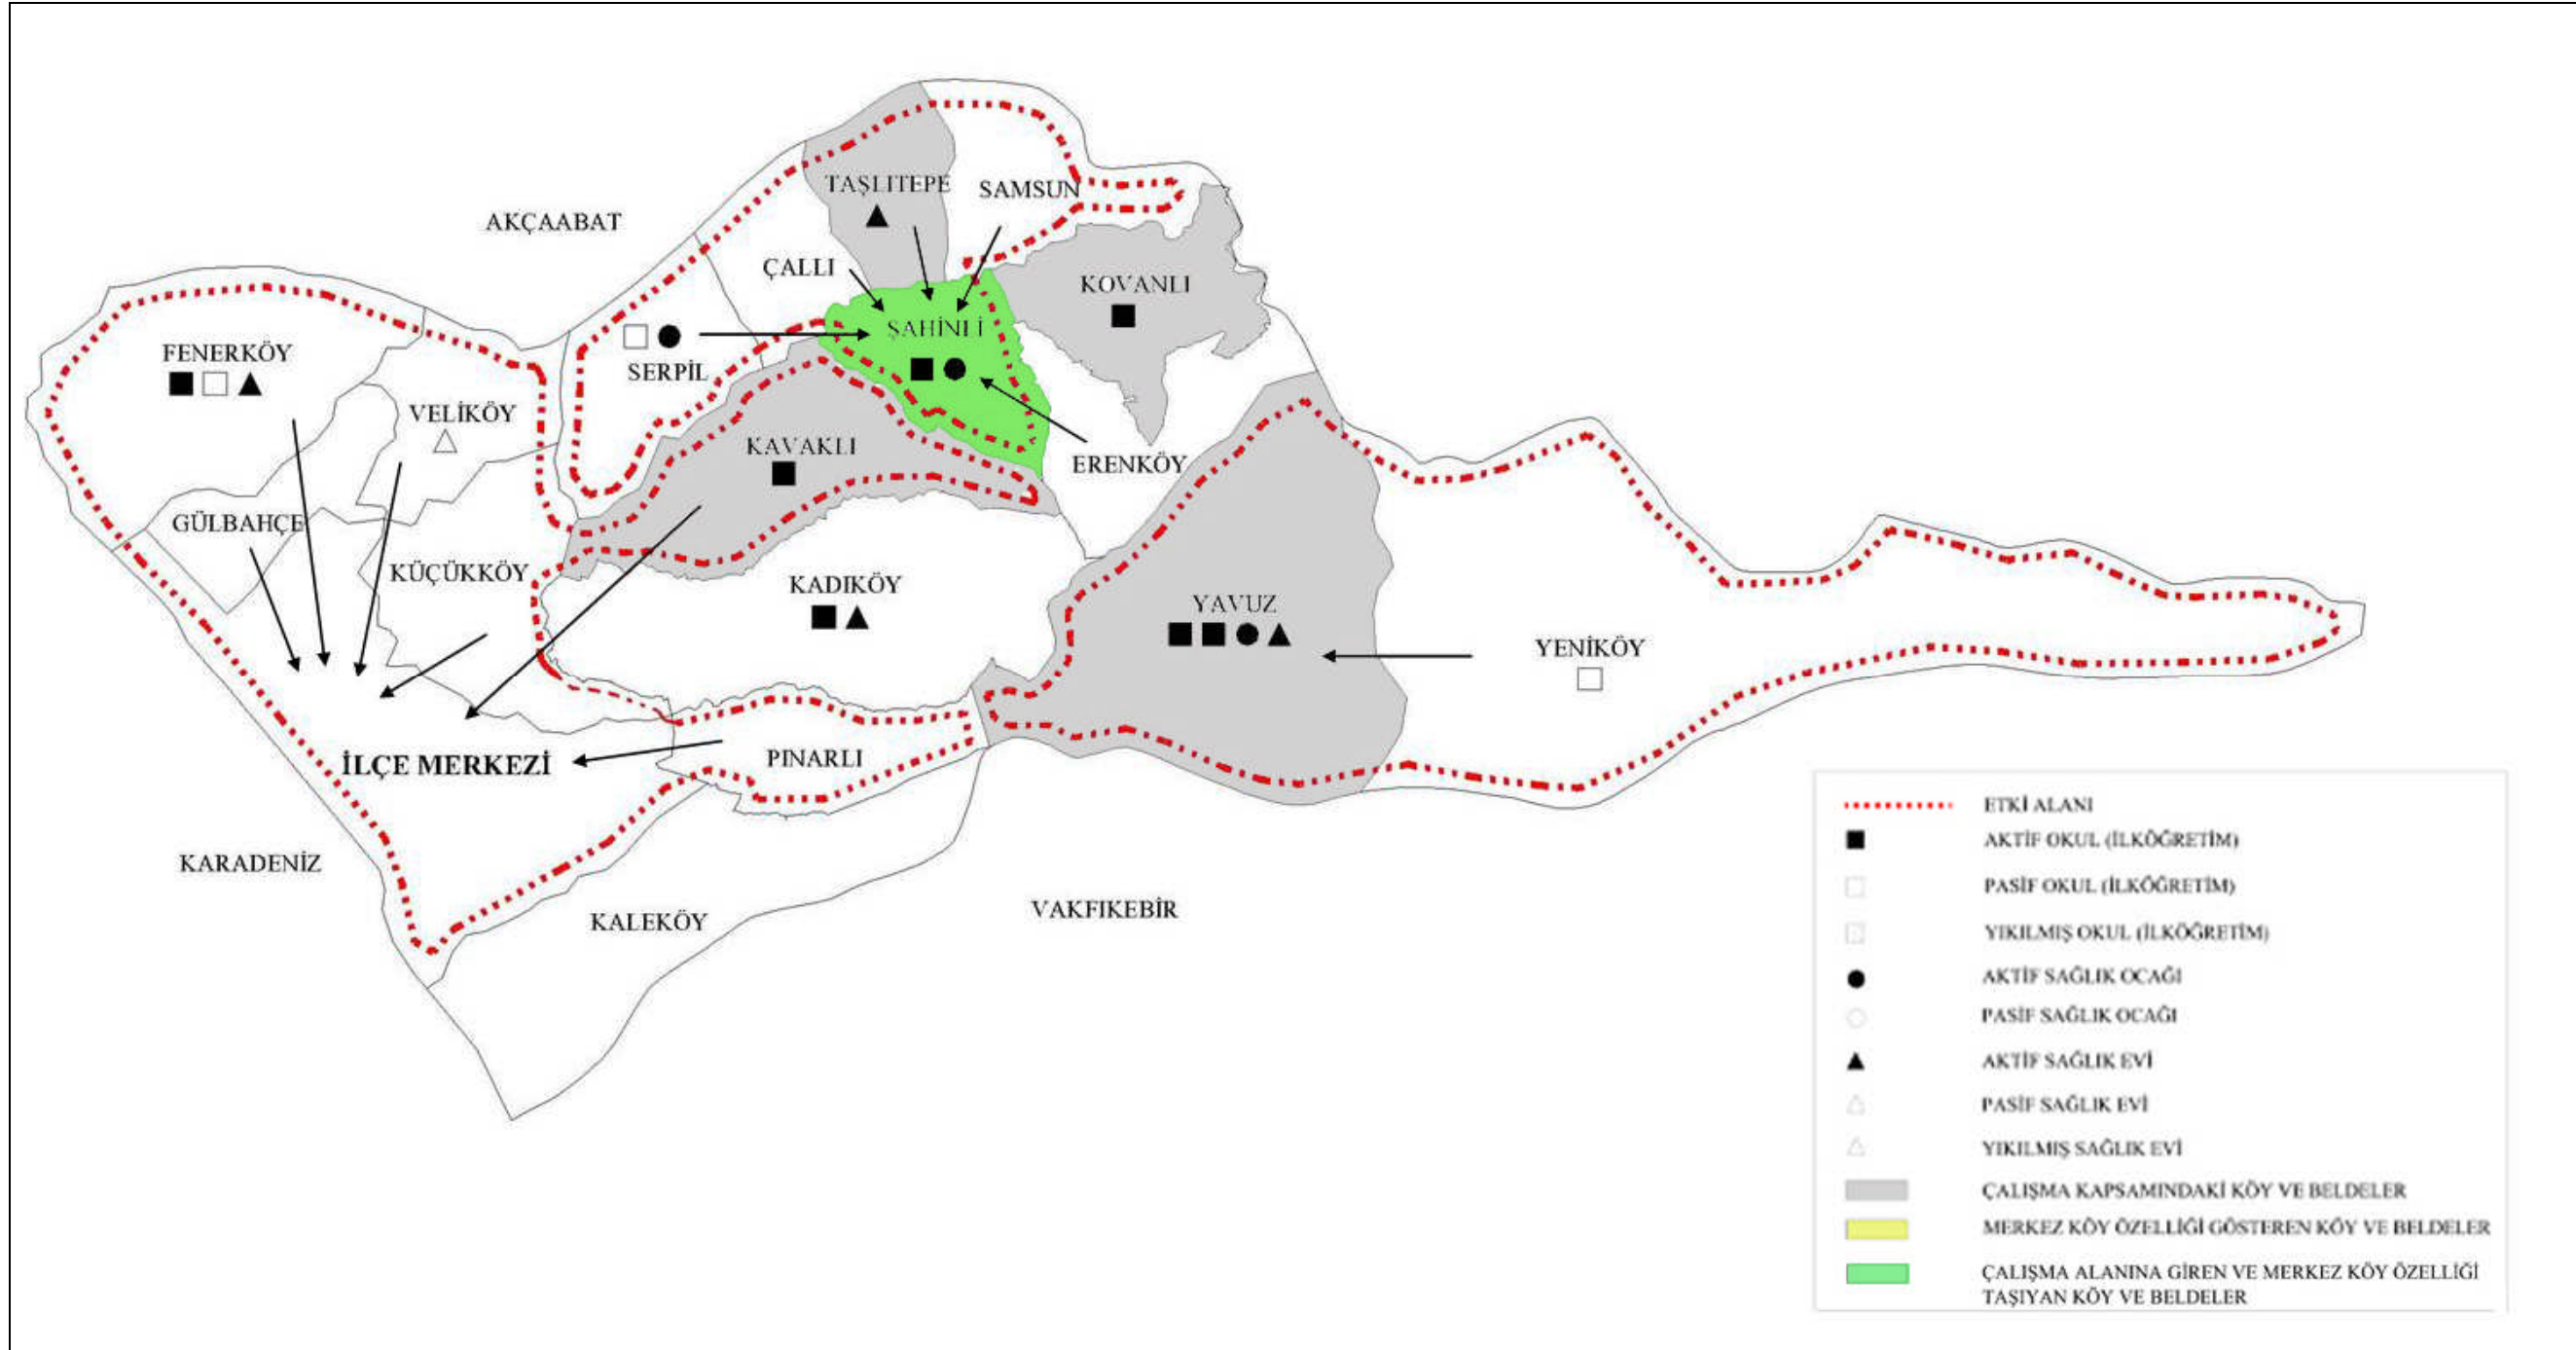 TAŞLITEPE
SAMSUN
AKÇAABAT
ÇALLI
KOVANLI
ŞAHİNLİ
FENERKÖY
SERPİL
VELİKÖY
KAVAKLI
ERENKÖY
GÜLBAHÇE
KÜÇÜKKÖY
KADIKÖY
YAVUZ
YENİKÖY
İLÇE MERKEZİ
PINARLI
KARADENİZ
KALEKÖY
VAKFIKEBİR
ETKİ ALANI
AKTİF OKUL (İLKÖĞRETİM)
PASİF OKUL (İLKÖĞRETİM)
YIKILMIŞ OKUL (İLKÖĞRETİM)
AKTİF SAĞLIK OCAĞI
PASİF SAĞLIK OCAĞI
AKTİF SAĞLIK EVİ
PASİF SAĞLIK EVİ
YIKILMIŞ SAĞLIK EVİ
ÇALIŞMA KAPSAMINDAKİ KÖY VE BELDELER
MERKEZ KÖY ÖZELLİĞİ GÖSTEREN KÖY VE BELDELER
ÇALIŞMA ALANINA GİREN VE MERKEZ KÖY ÖZELLİĞİ
TAŞIYAN KÖY VE BELDELER